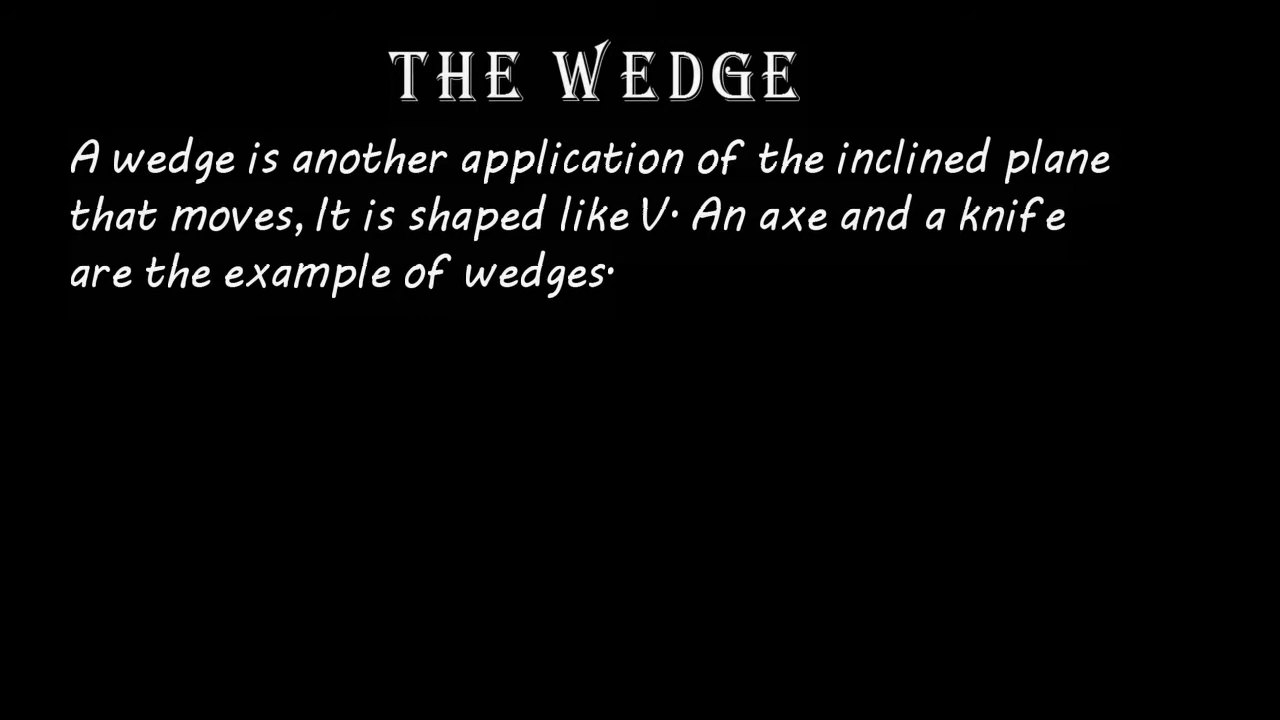 THE WEDGE
A wedge is another application of the inclined plane
that moves, It is shaped like V. An axe and a knife
are the example of wedges.